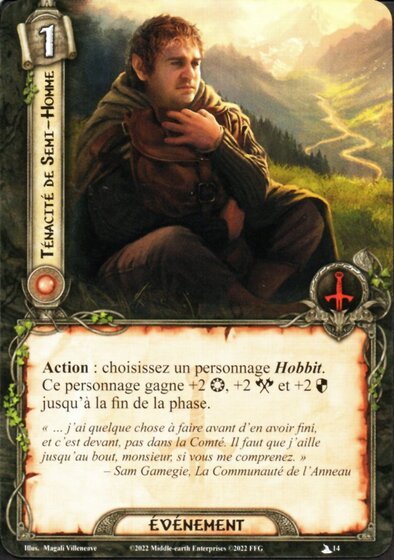 1
Ténacité de Semi-Homme
Action : choisissez un personnage Hobbit.
Ce personnage gagne +2 , +2 et +2
jusqu'à la fin de la phase.
« ... j'ai quelque chose à faire avant d'en avoir fini,
et c'est devant, pas dans la Comté. Il faut que j'aille
jusqu'au bout, monsieur, si vous me comprenez. »
– Sam Gamegie, La Communauté de l'Anneau
ÉVÉNEMENT
Illus. Magali Villeneuve ©2022 Middle-earth Enterprises ©2022 FFG 14